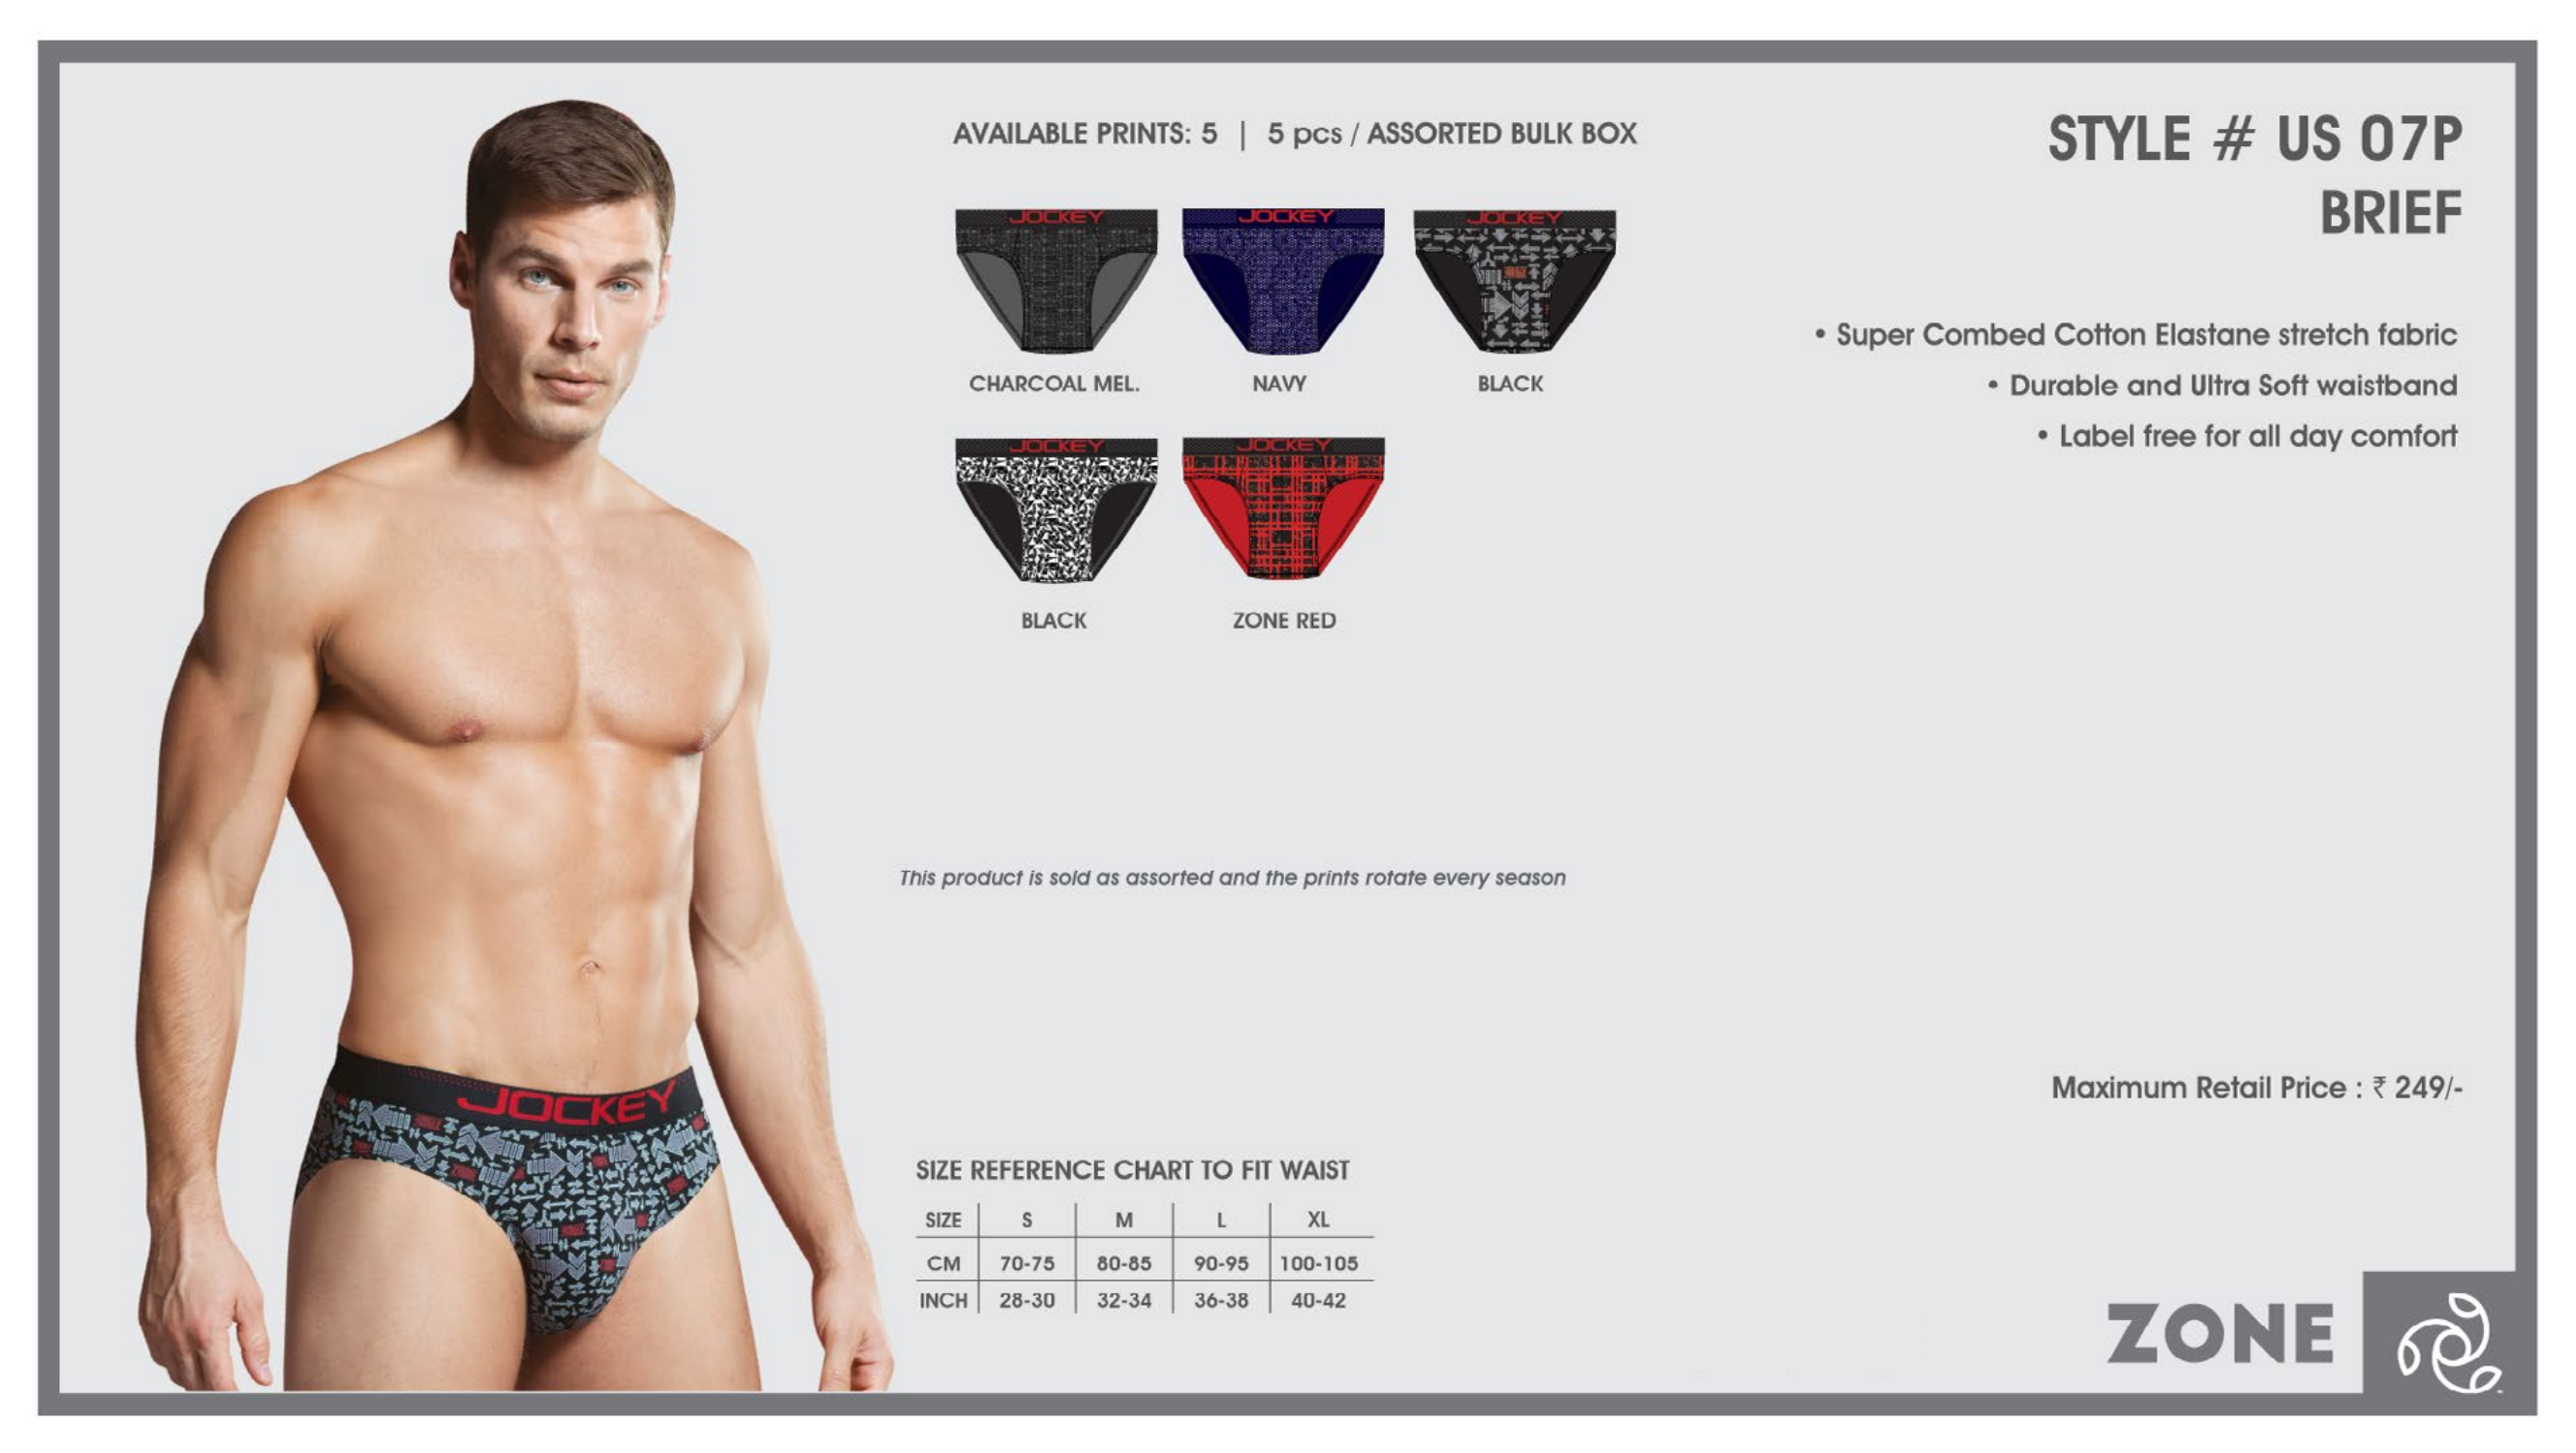 AVAILABLE PRINTS: 5 | 5 pcs / ASSORTED BULK BOX
JOCKEY
JOCKEY
JOCKEY
CHARCOAL MEL.
NAVY
BLACK
JOCKEY
JOCKEY
BLACK
ZONE RED
STYLE # US 07P
BRIEF
• Super Combed Cotton Elastane stretch fabric
• Durable and Ultra Soft waistband
• Label free for all day comfort
This product is sold as assorted and the prints rotate every season
JOCKEY
Maximum Retail Price : ₹ 249/-
SIZE REFERENCE CHART TO FIT WAIST
SIZE S M L XL
CM 70-75 80-85 90-95 100-105
INCH 28-30 32-34 36-38 40-42
ZONE